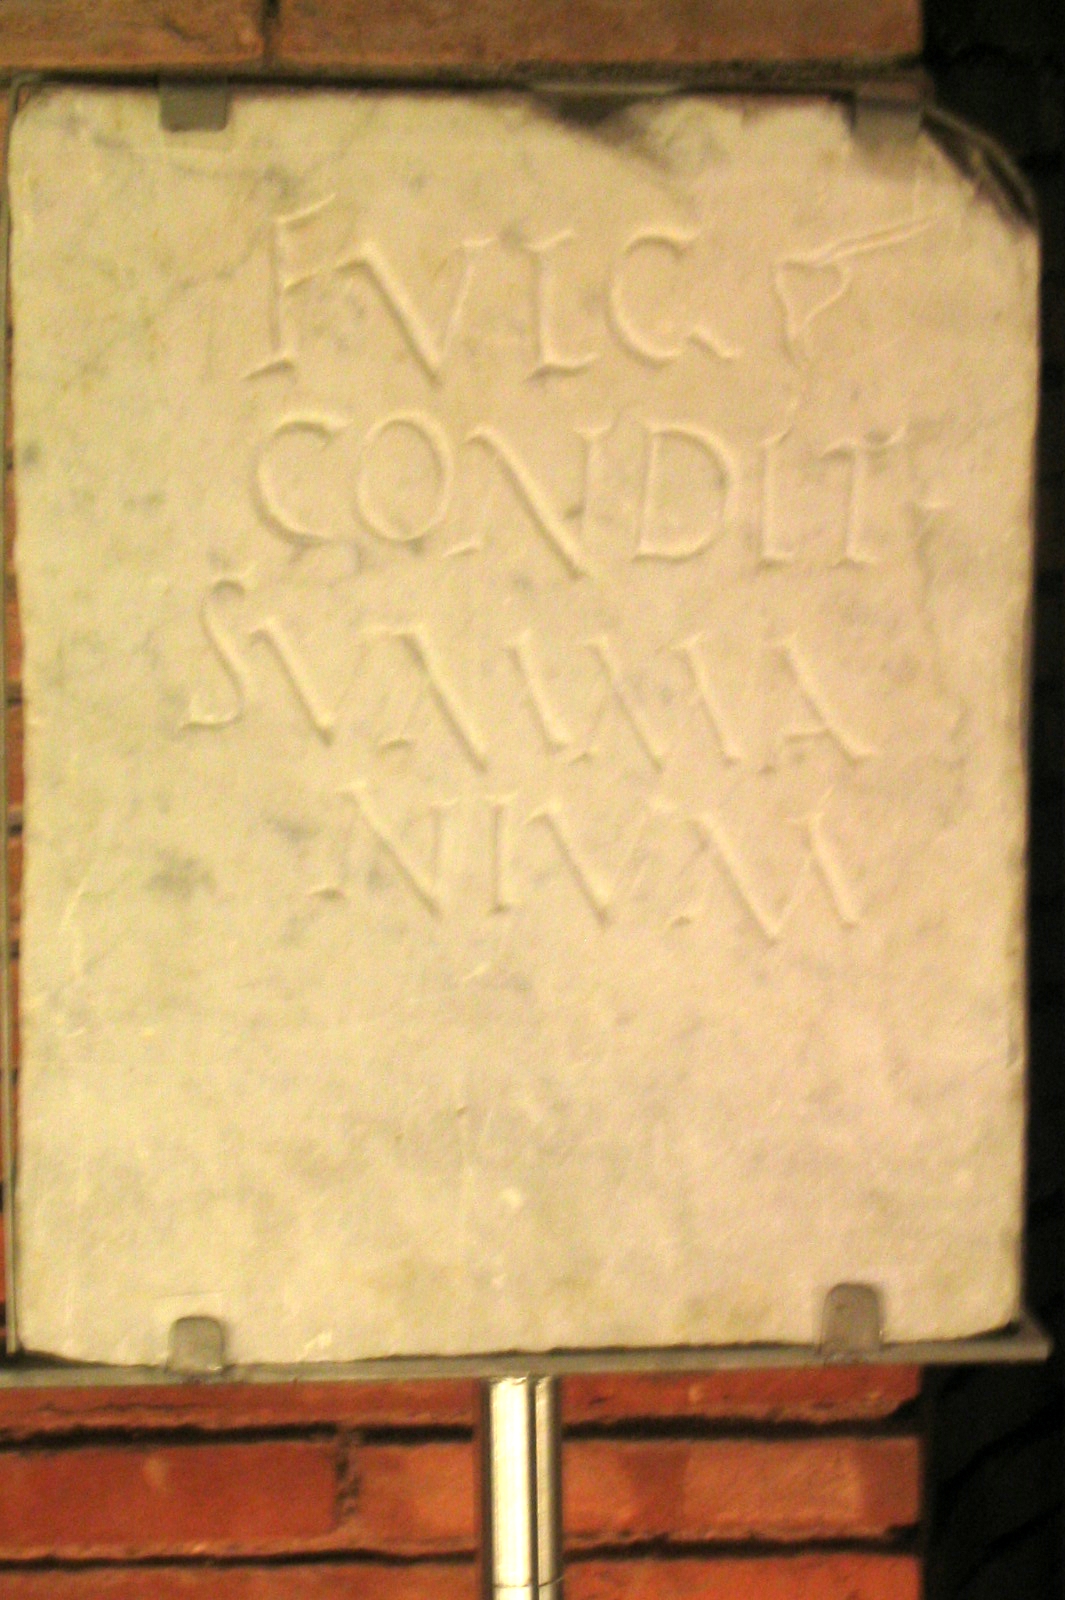 FVLG ❦
CONDIT ·
SVMMA
NIVM